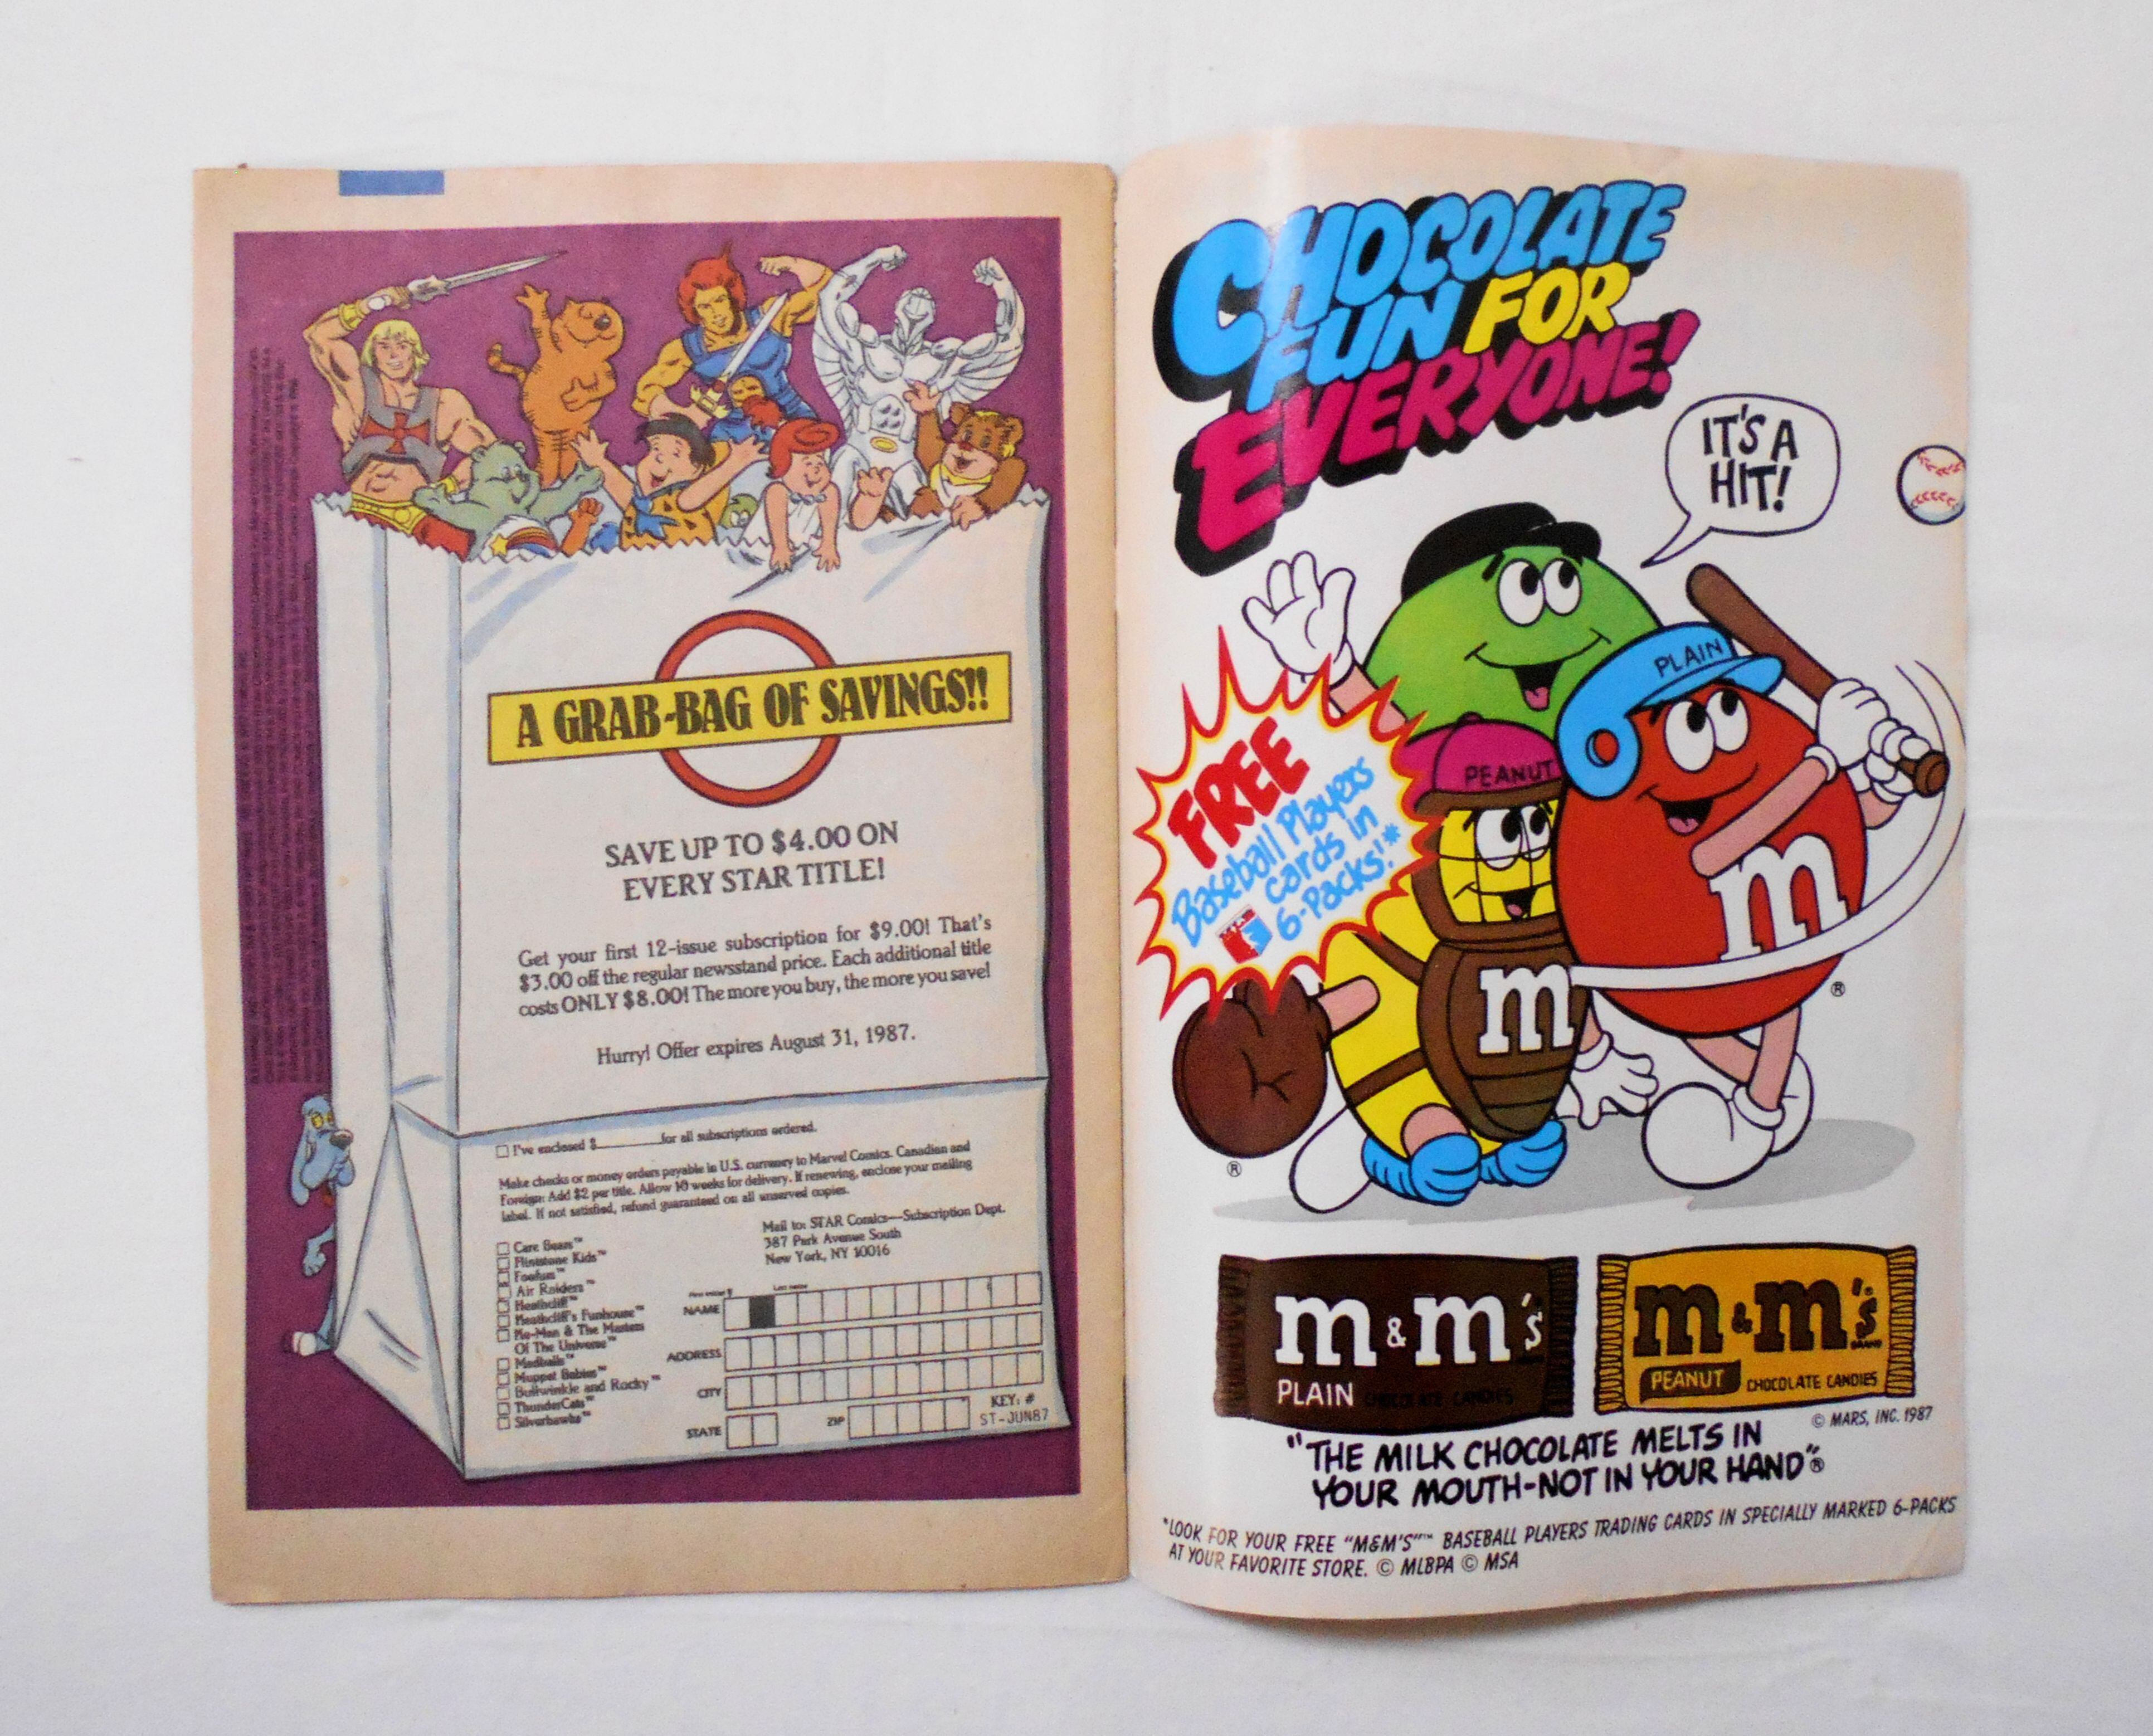 A GRAB-BAG OF SAVINGS!!
SAVE UP TO $4.00 ON
EVERY STAR TITLE!
Get your first 12-issue subscription for $9.00! That's
$3.00 off the regular newsstand price. Each additional title
costs ONLY $8.00! The more you buy, the more you save!
Hurry! Offer expires August 31, 1987.
I've enclosed $________for all subscriptions ordered.
Make checks or money orders payable in U.S. currency to Marvel Comics. Canadian and
Foreign: Add $2 per title. Allow 10 weeks for delivery. If renewing, enclose your mailing
label. If not satisfied, refund guaranteed on all unserved copies.
Mail to: STAR Comics—Subscription Dept.
387 Park Avenue South
New York, NY 10016
Care Bears™
Flintstone Kids™
Foofur™
Air Raiders™
Heathcliff™
Heathcliff's Funhouse™
He-Man & The Masters
Of The Universe™
Madballs™
Muppet Babies™
Bullwinkle and Rocky™
ThunderCats™
Silverhawks™
NAME
ADDRESS
CITY
STATE
ZIP
KEY: #
ST-JUN87
CHOCOLATE
FUN FOR
EVERYONE!
IT'S A
HIT!
PLAIN
PEANUT
FREE
Baseball Players
cards in
6-Packs!*
m
m
®
®
m&m's
PLAIN CHOCOLATE CANDIES
m&m's
BRAND
PEANUT CHOCOLATE CANDIES
© MARS, INC. 1987
"THE MILK CHOCOLATE MELTS IN
YOUR MOUTH-NOT IN YOUR HAND"®
*LOOK FOR YOUR FREE "M&M'S"™ BASEBALL PLAYERS TRADING CARDS IN SPECIALLY MARKED 6-PACKS
AT YOUR FAVORITE STORE. © MLBPA © MSA